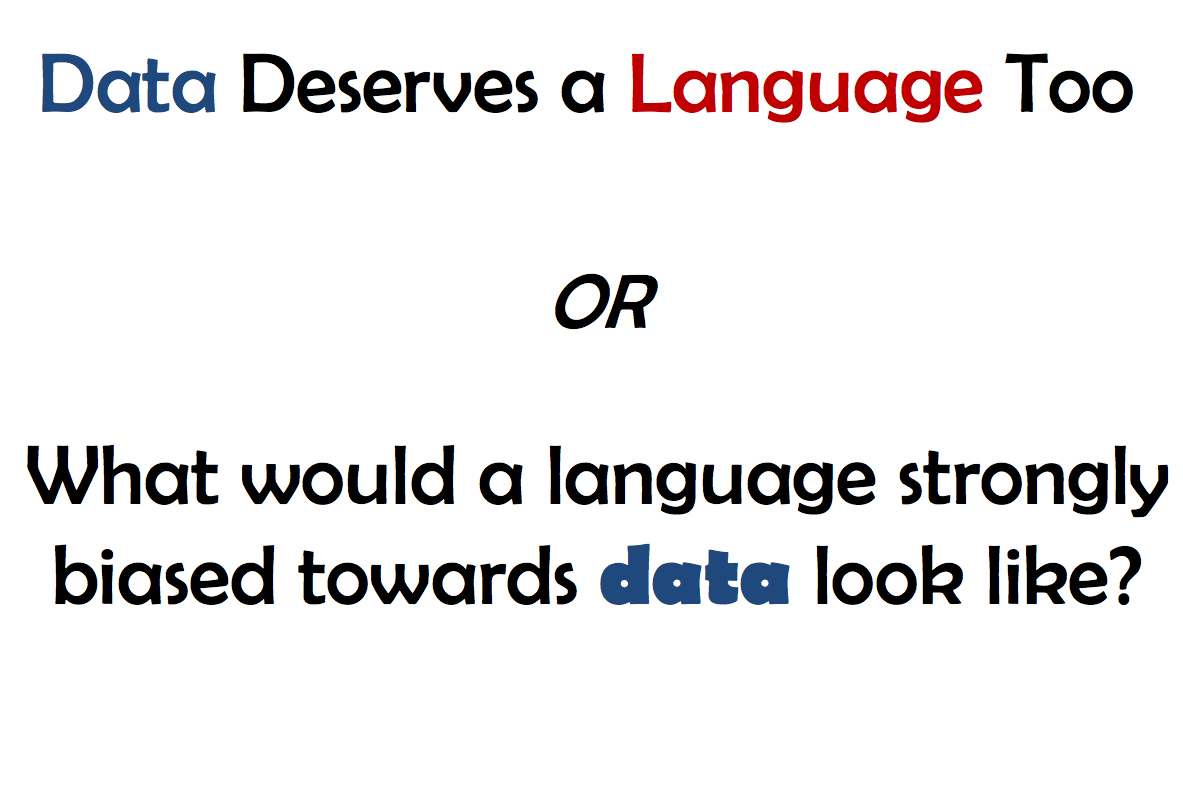 Data Deserves a Language Too
OR
What would a language strongly
biased towards data look like?